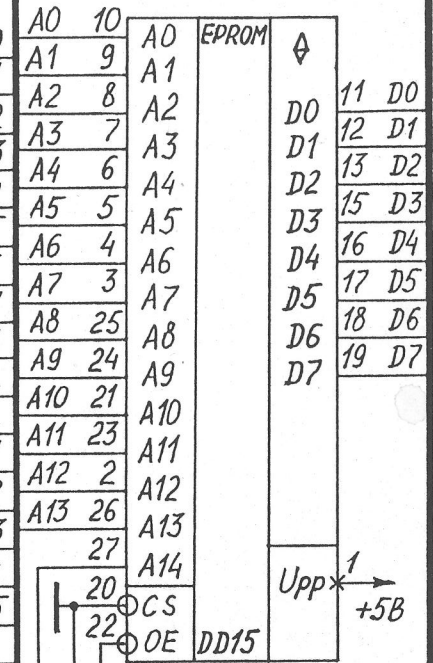 A0 10 A0 EPROM
A1 9 A1
A2 8 A2 D0 11 D0
A3 7 A3 D1 12 D1
A4 6 A4 D2 13 D2
A5 5 A5 D3 15 D3
A6 4 A6 D4 16 D4
A7 3 A7 D5 17 D5
A8 25 A8 D6 18 D6
A9 24 A9 D7 19 D7
A10 21 A10
A11 23 A11
A12 2 A12
A13 26 A13
27 A14
20 CS Upp 1
+5В
22 OE DD15